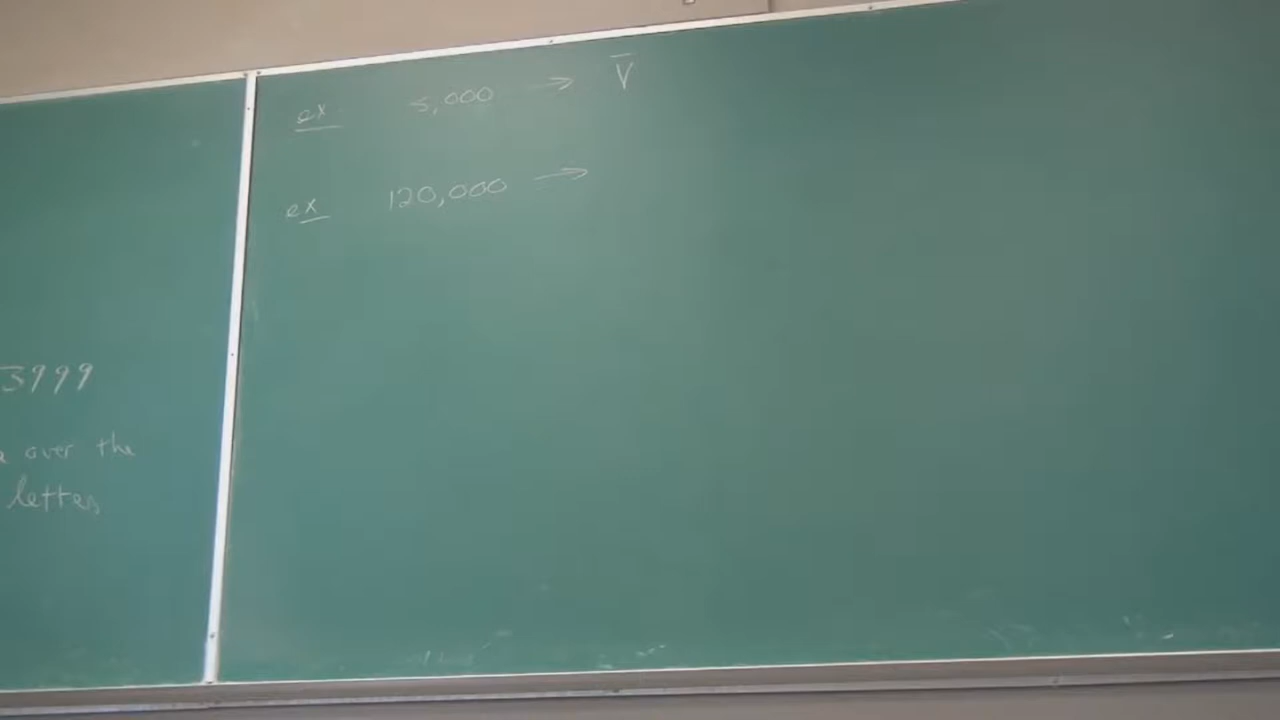 3999
over the
letters
ex 5,000 → V̅
ex 120,000 →